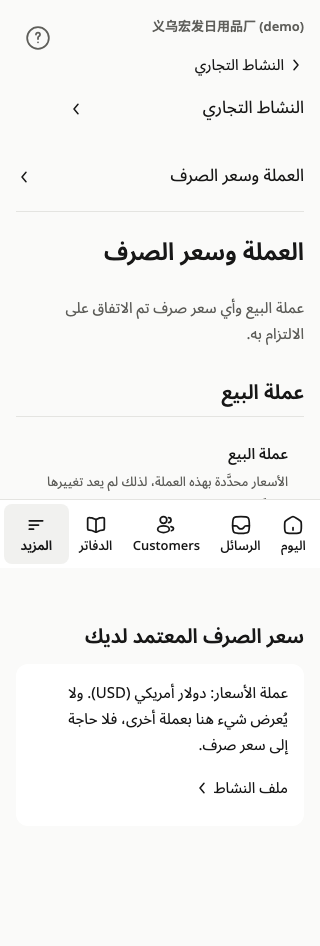 义乌宏发日用品厂 (demo)
النشاط التجاري
النشاط التجاري
العملة وسعر الصرف
العملة وسعر الصرف
عملة البيع وأي سعر صرف تم الاتفاق على
الالتزام به.
عملة البيع
عملة البيع
الأسعار محدَّدة بهذه العملة، لذلك لم يعد تغييرها
اليوم
الرسائل
Customers
الدفاتر
المزيد
سعر الصرف المعتمد لديك
عملة الأسعار: دولار أمريكي (USD). ولا
يُعرض شيء هنا بعملة أخرى، فلا حاجة
إلى سعر صرف.
ملف النشاط